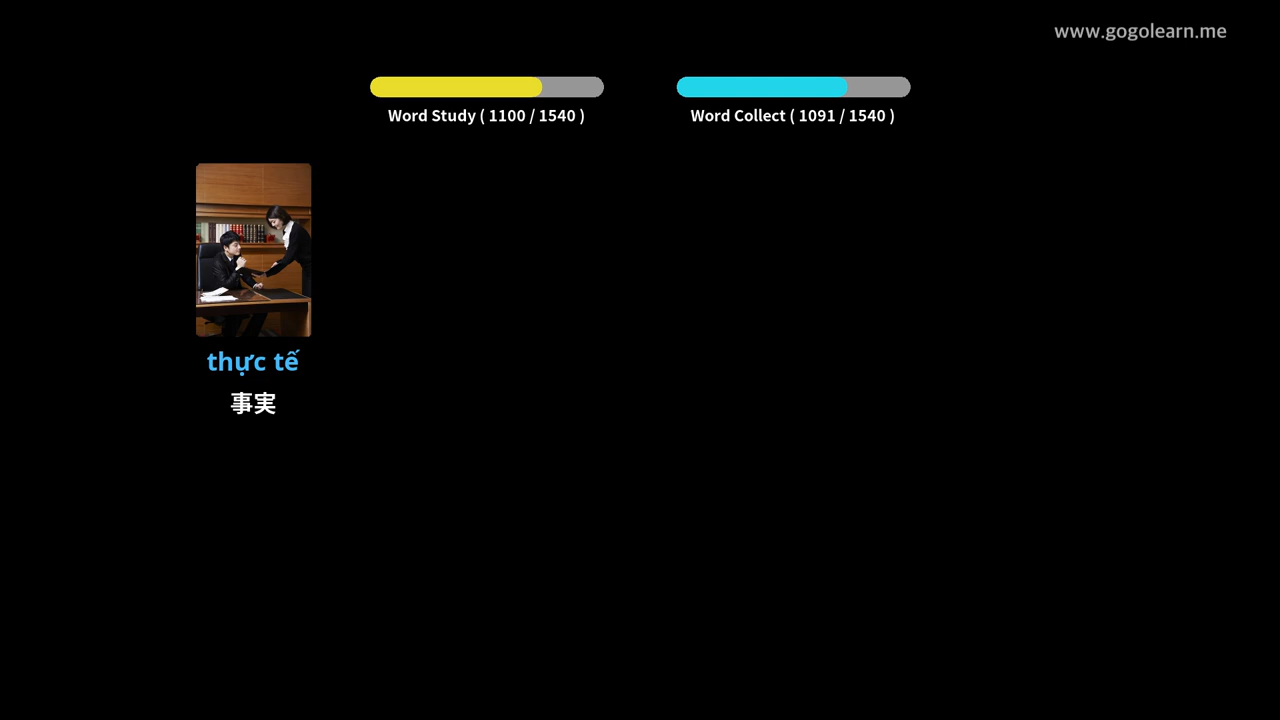 www.gogolearn.me
Word Study ( 1100 / 1540 )
Word Collect ( 1091 / 1540 )
thực tế
事実